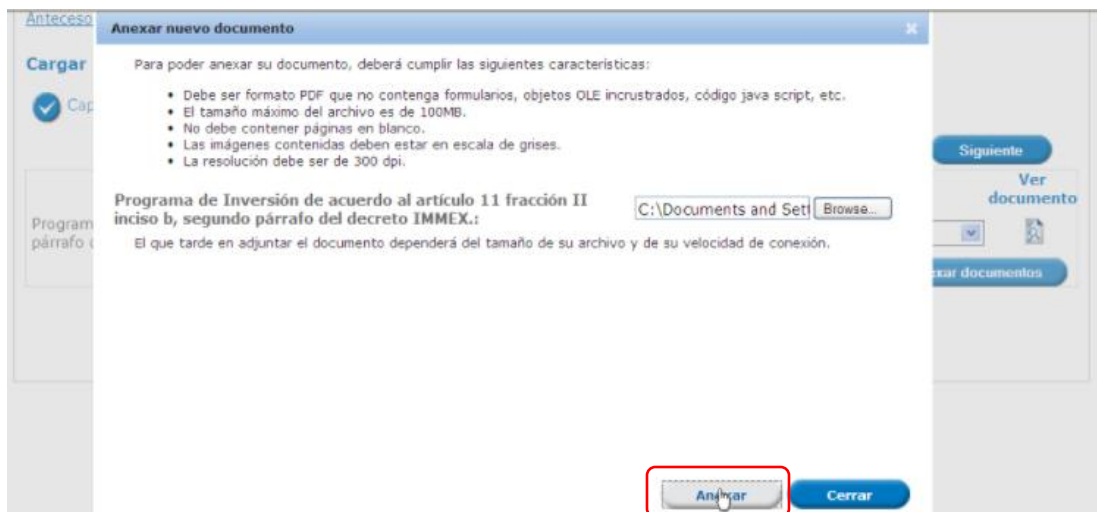 Anteceso
Anexar nuevo documento
Cargar
Para poder anexar su documento, deberá cumplir las siguientes características:
Cap
• Debe ser formato PDF que no contenga formularios, objetos OLE incrustrados, código java script, etc.
• El tamaño máximo del archivo es de 100MB.
• No debe contener páginas en blanco.
• Las imágenes contenidas deben estar en escala de grises.
• La resolución debe ser de 300 dpi.
Siguiente
Ver
documento
Programa de Inversión de acuerdo al artículo 11 fracción II
inciso b, segundo párrafo del decreto IMMEX.:
C:\Documents and Sett Browse...
Program
párrafo
El que tarde en adjuntar el documento dependerá del tamaño de su archivo y de su velocidad de conexión.
xar documentos
Anexar Cerrar